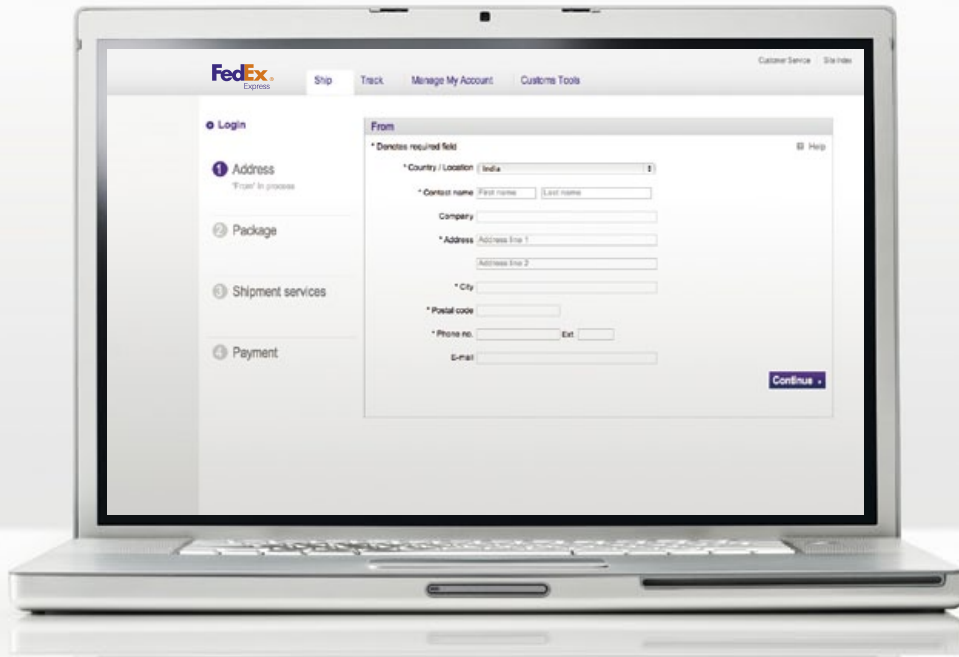 Customer Service Site Index
FedEx®
Express
Ship Track Manage My Account Customs Tools
Login
1 Address
'From' in process
2 Package
3 Shipment services
4 Payment
From
* Denotes required field
Help
* Country / Location India
* Contact name First name Last name
Company
* Address Address line 1
Address line 2
* City
* Postal code
* Phone no. Ext
E-mail
Continue